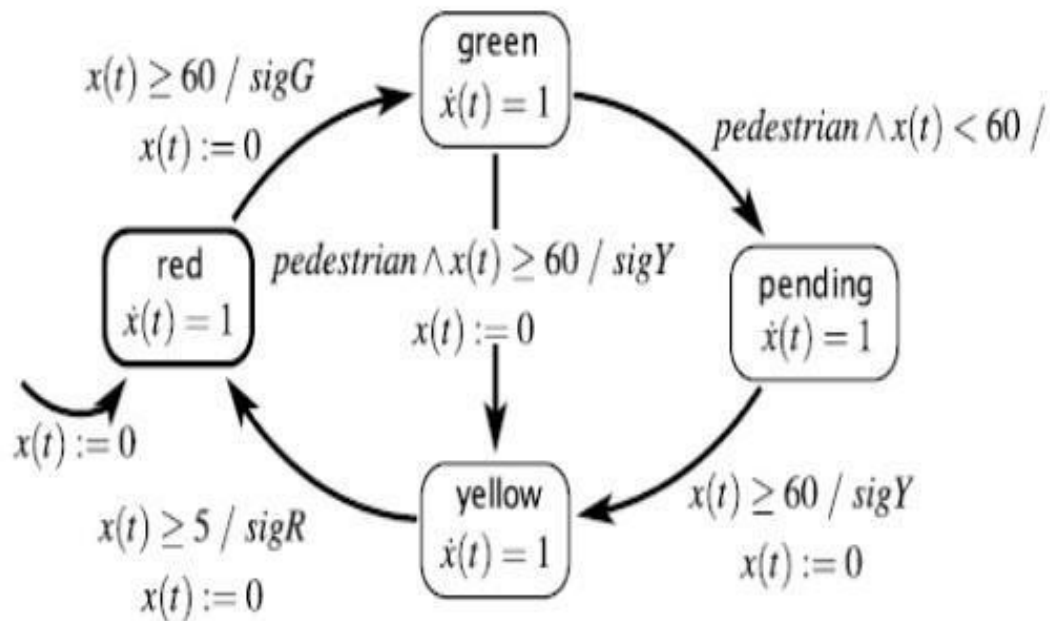 green
ẋ(t) = 1
x(t) ≥ 60 / sigG
x(t) := 0
pedestrian ∧ x(t) < 60 /
red
ẋ(t) = 1
pedestrian ∧ x(t) ≥ 60 / sigY
x(t) := 0
pending
ẋ(t) = 1
x(t) := 0
yellow
ẋ(t) = 1
x(t) ≥ 5 / sigR
x(t) := 0
x(t) ≥ 60 / sigY
x(t) := 0